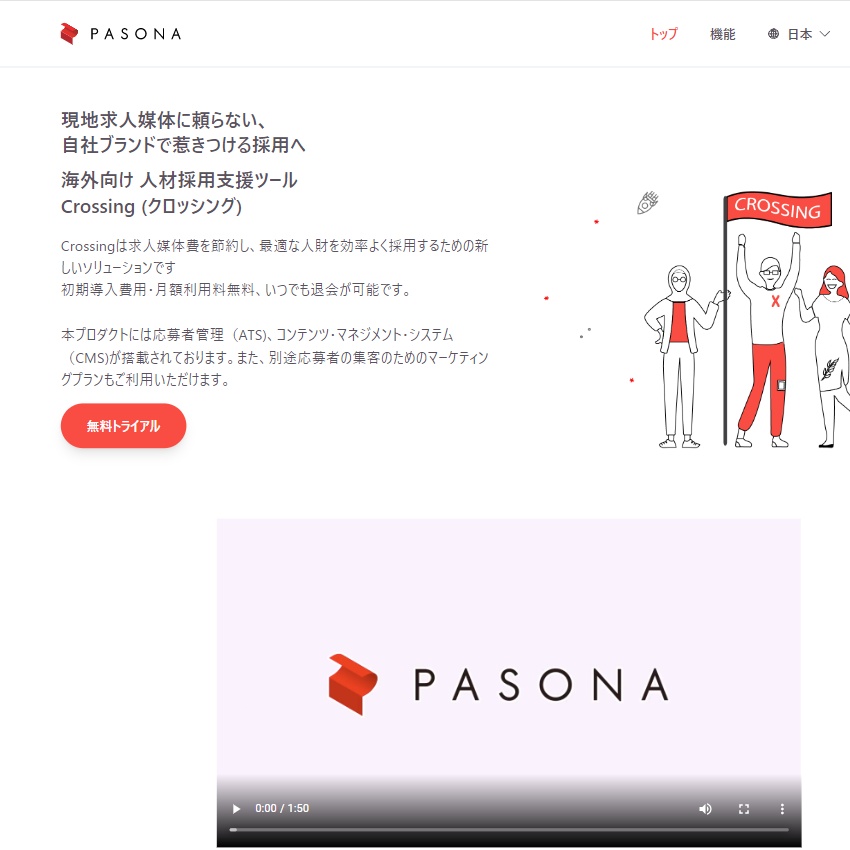 PASONA
トップ
機能
日本
現地求人媒体に頼らない、
自社ブランドで惹きつける採用へ
海外向け 人材採用支援ツール
Crossing (クロッシング)
Crossingは求人媒体費を節約し、最適な人財を効率よく採用するための新
しいソリューションです
初期導入費用・月額利用料無料、いつでも退会が可能です。
本プロダクトには応募者管理（ATS)、コンテンツ・マネジメント・システム
（CMS)が搭載されております。また、別途応募者の集客のためのマーケティン
グプランもご利用いただけます。
無料トライアル
CROSSING
X
PASONA
0:00 / 1:50